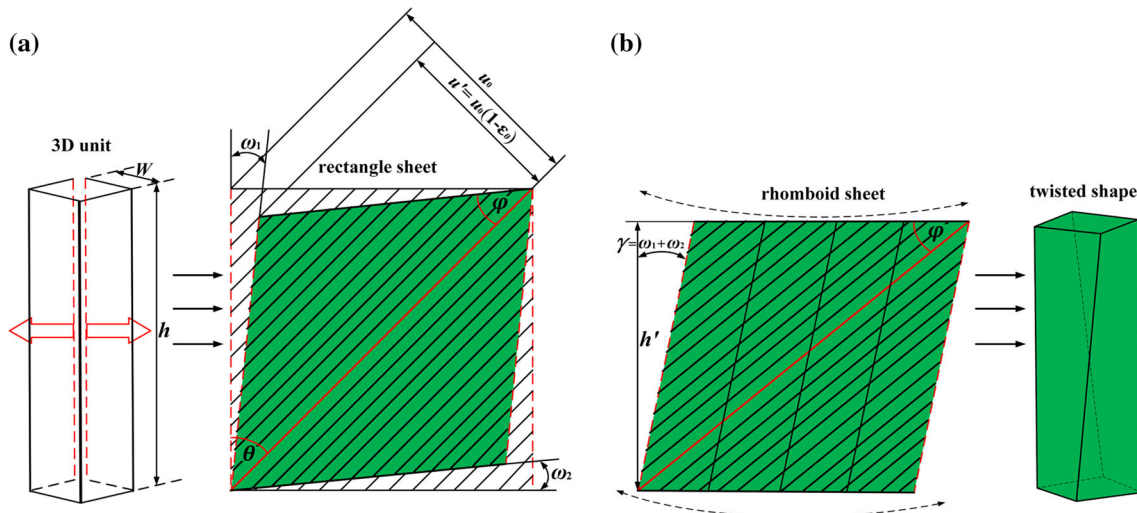 (a)
3D unit
W
h
ω₁
rectangle sheet
u₀
u'= u₀(1-ε₀)
φ
θ
ω₂
(b)
rhomboid sheet
γ=ω₁+ω₂
φ
h'
twisted shape